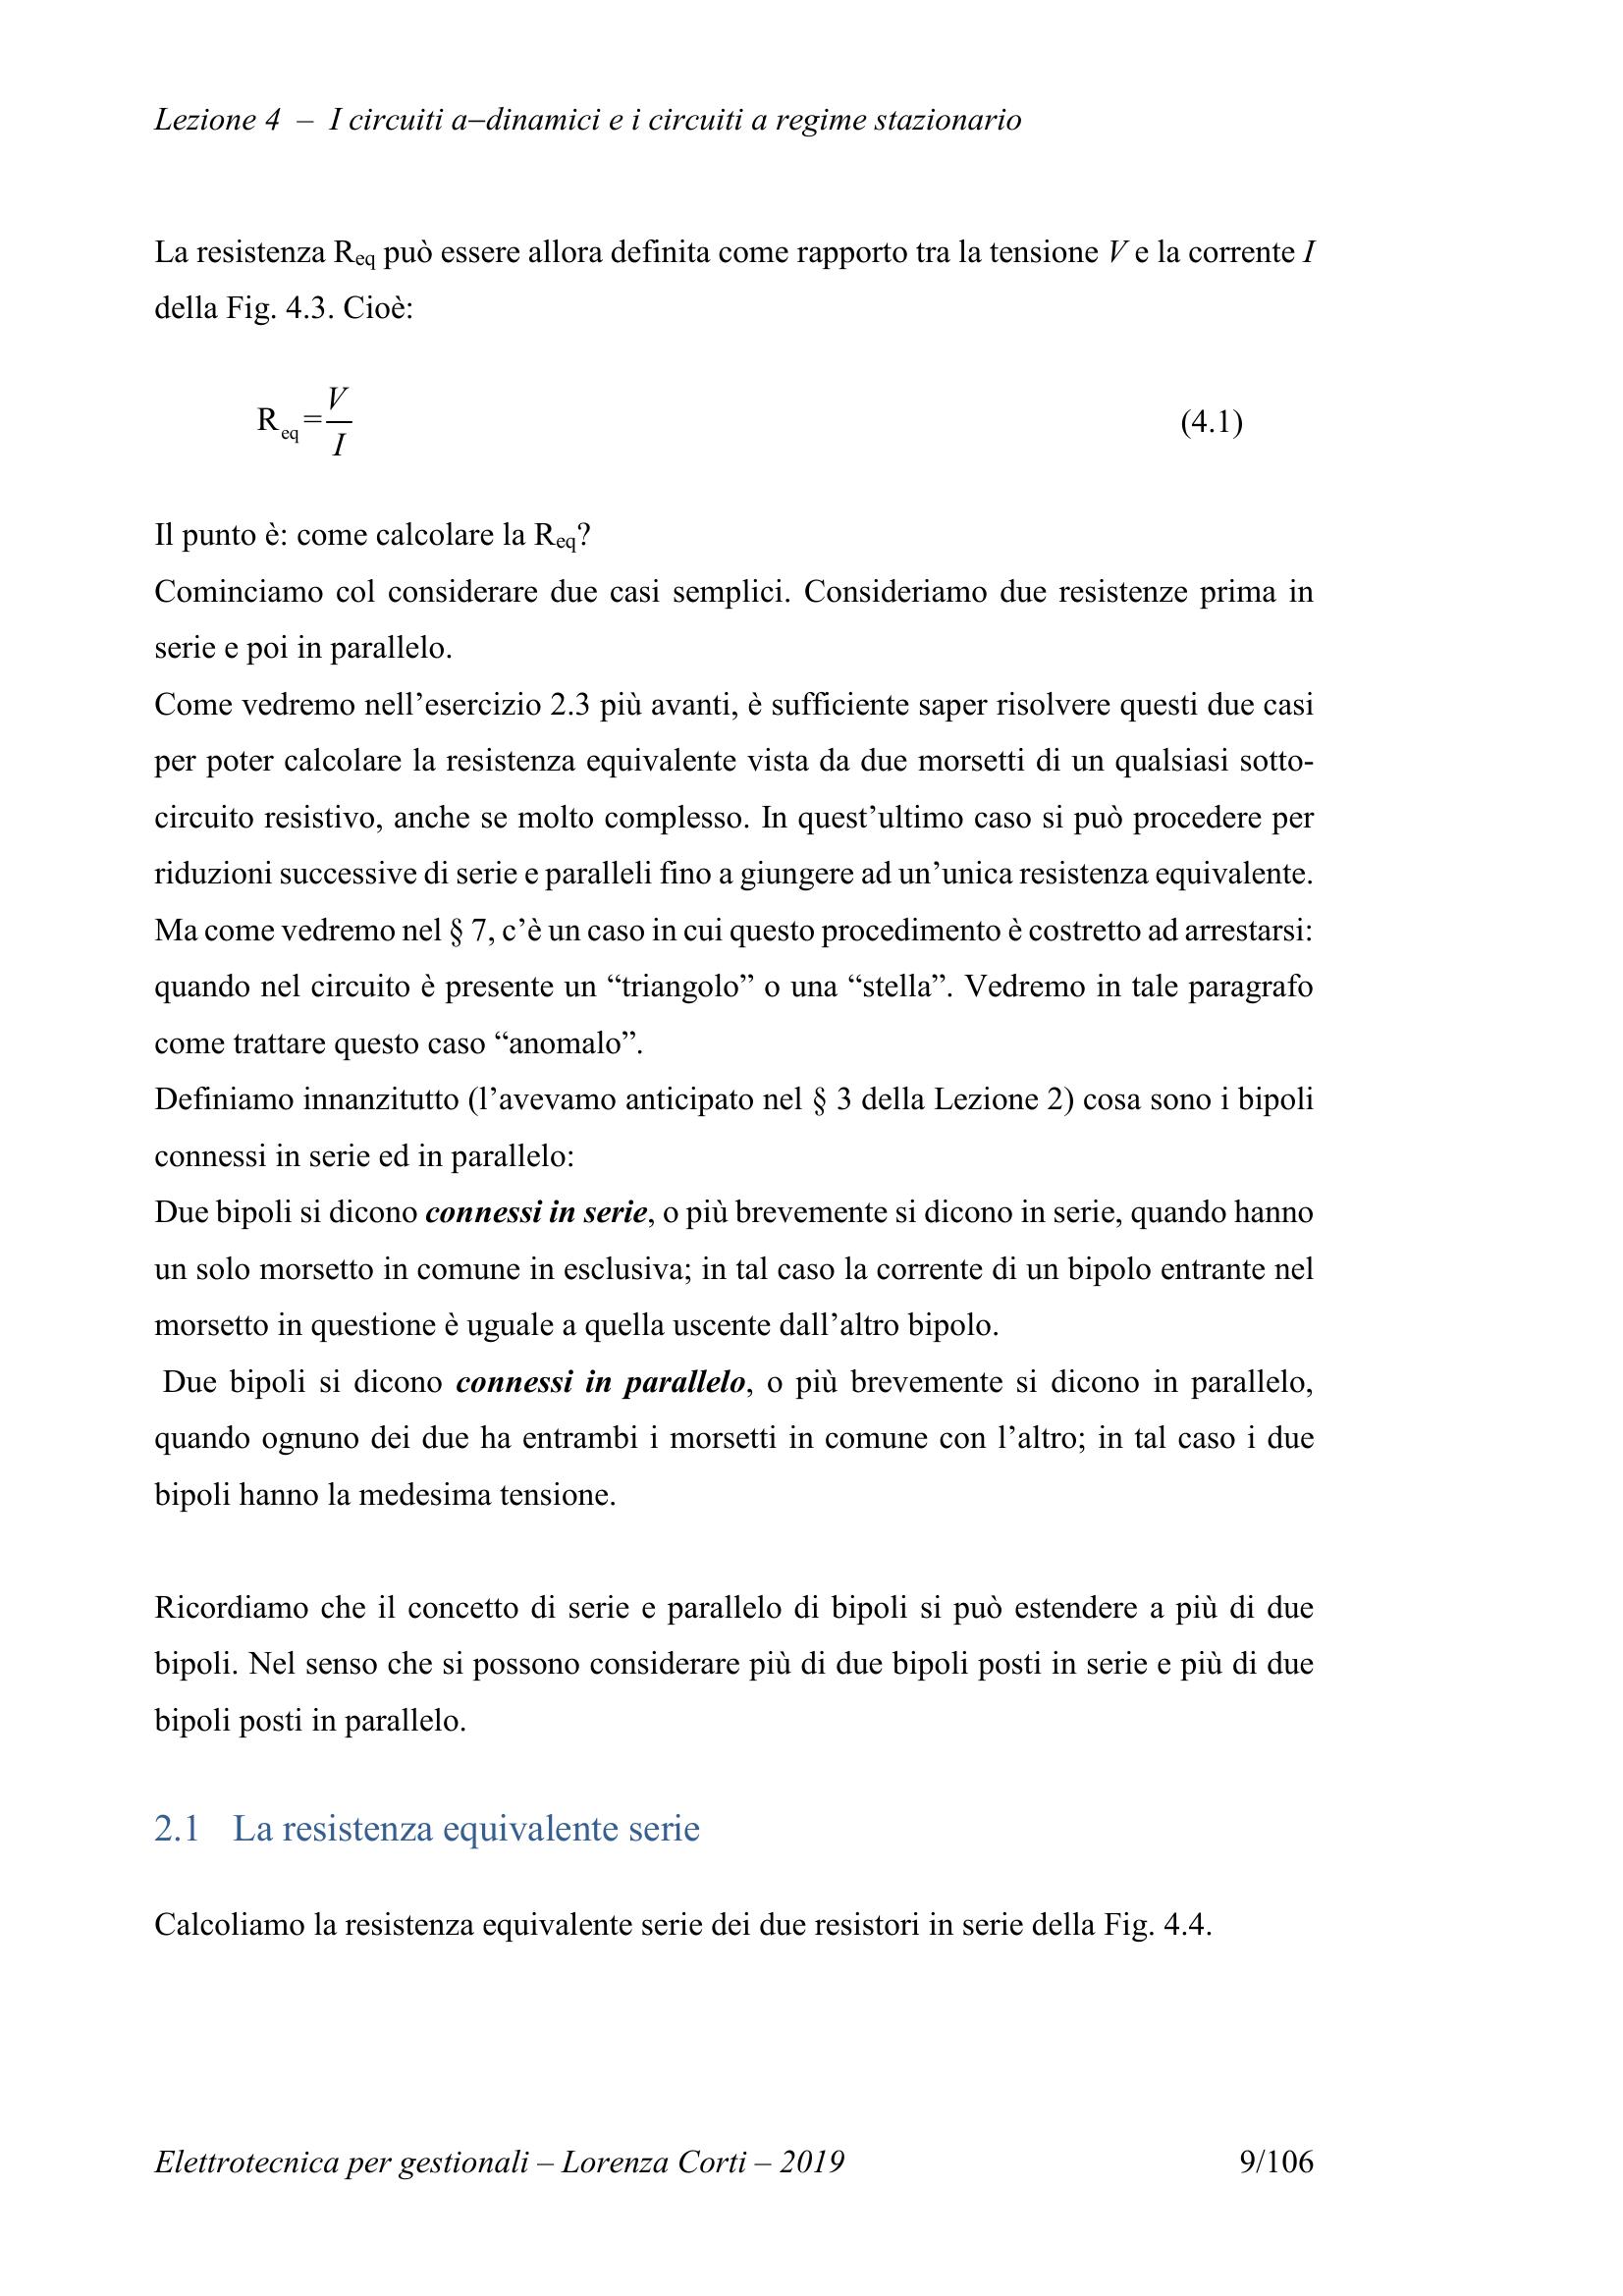 Lezione 4 – I circuiti a–dinamici e i circuiti a regime stazionario
La resistenza Req può essere allora definita come rapporto tra la tensione V e la corrente I
della Fig. 4.3. Cioè:
Req = V/I (4.1)
Il punto è: come calcolare la Req?
Cominciamo col considerare due casi semplici. Consideriamo due resistenze prima in
serie e poi in parallelo.
Come vedremo nell’esercizio 2.3 più avanti, è sufficiente saper risolvere questi due casi
per poter calcolare la resistenza equivalente vista da due morsetti di un qualsiasi sotto-
circuito resistivo, anche se molto complesso. In quest’ultimo caso si può procedere per
riduzioni successive di serie e paralleli fino a giungere ad un’unica resistenza equivalente.
Ma come vedremo nel § 7, c’è un caso in cui questo procedimento è costretto ad arrestarsi:
quando nel circuito è presente un “triangolo” o una “stella”. Vedremo in tale paragrafo
come trattare questo caso “anomalo”.
Definiamo innanzitutto (l’avevamo anticipato nel § 3 della Lezione 2) cosa sono i bipoli
connessi in serie ed in parallelo:
Due bipoli si dicono connessi in serie, o più brevemente si dicono in serie, quando hanno
un solo morsetto in comune in esclusiva; in tal caso la corrente di un bipolo entrante nel
morsetto in questione è uguale a quella uscente dall’altro bipolo.
Due bipoli si dicono connessi in parallelo, o più brevemente si dicono in parallelo,
quando ognuno dei due ha entrambi i morsetti in comune con l’altro; in tal caso i due
bipoli hanno la medesima tensione.
Ricordiamo che il concetto di serie e parallelo di bipoli si può estendere a più di due
bipoli. Nel senso che si possono considerare più di due bipoli posti in serie e più di due
bipoli posti in parallelo.
2.1 La resistenza equivalente serie
Calcoliamo la resistenza equivalente serie dei due resistori in serie della Fig. 4.4.
Elettrotecnica per gestionali – Lorenza Corti – 2019 9/106